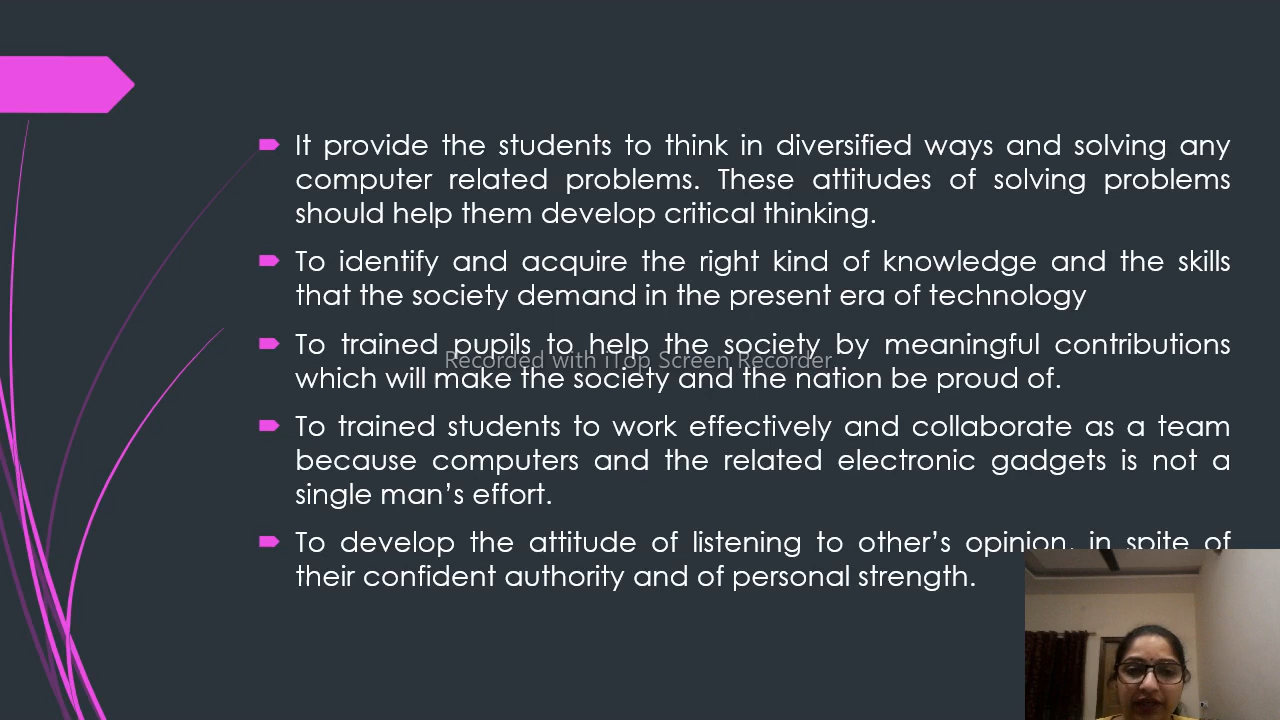 It provide the students to think in diversified ways and solving any
computer related problems. These attitudes of solving problems
should help them develop critical thinking.
To identify and acquire the right kind of knowledge and the skills
that the society demand in the present era of technology
To trained pupils to help the society by meaningful contributions
Recorded with iTop Screen Recorder
which will make the society and the nation be proud of.
To trained students to work effectively and collaborate as a team
because computers and the related electronic gadgets is not a
single man's effort.
To develop the attitude of listening to other's opinion, in spite of
their confident authority and of personal strength.